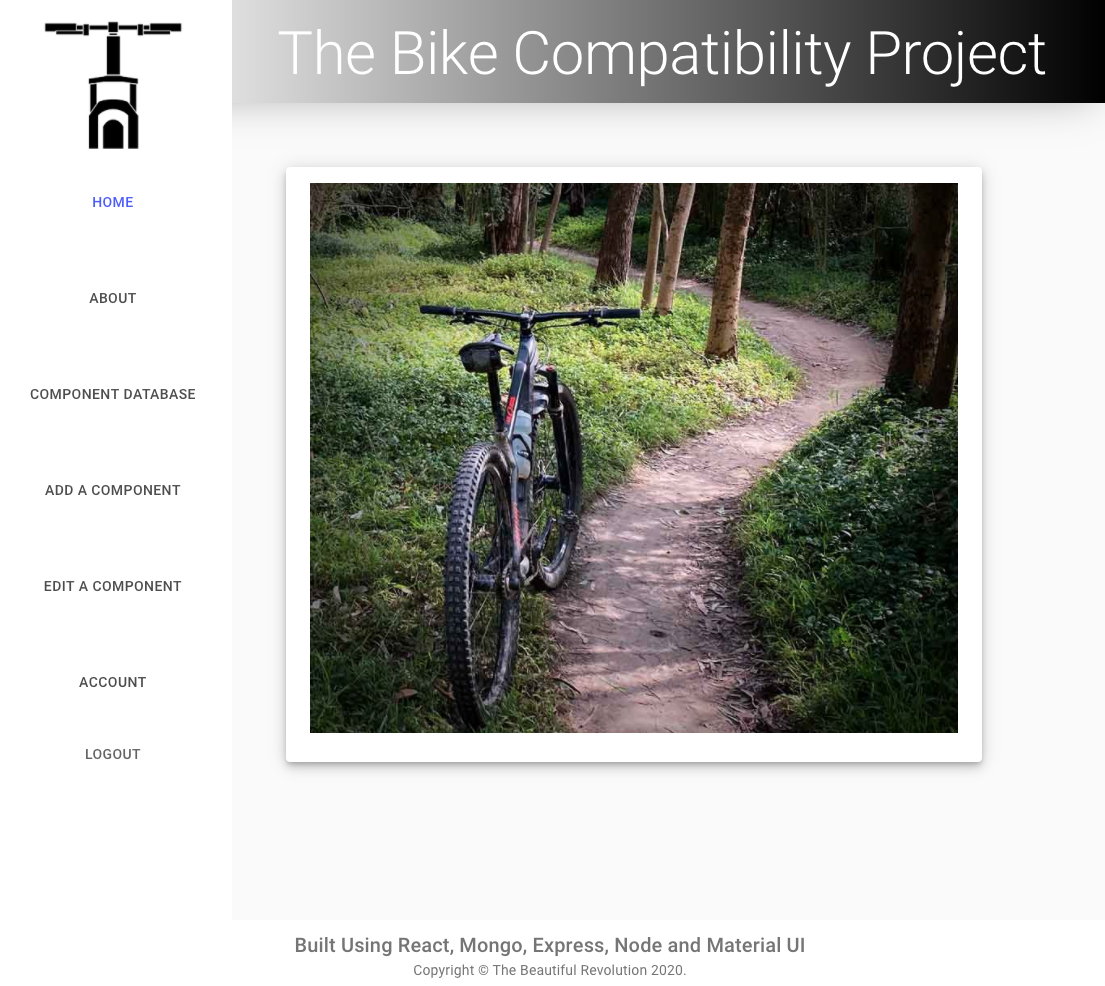 The Bike Compatibility Project
HOME
ABOUT
COMPONENT DATABASE
ADD A COMPONENT
EDIT A COMPONENT
ACCOUNT
LOGOUT
Built Using React, Mongo, Express, Node and Material UI
Copyright © The Beautiful Revolution 2020.